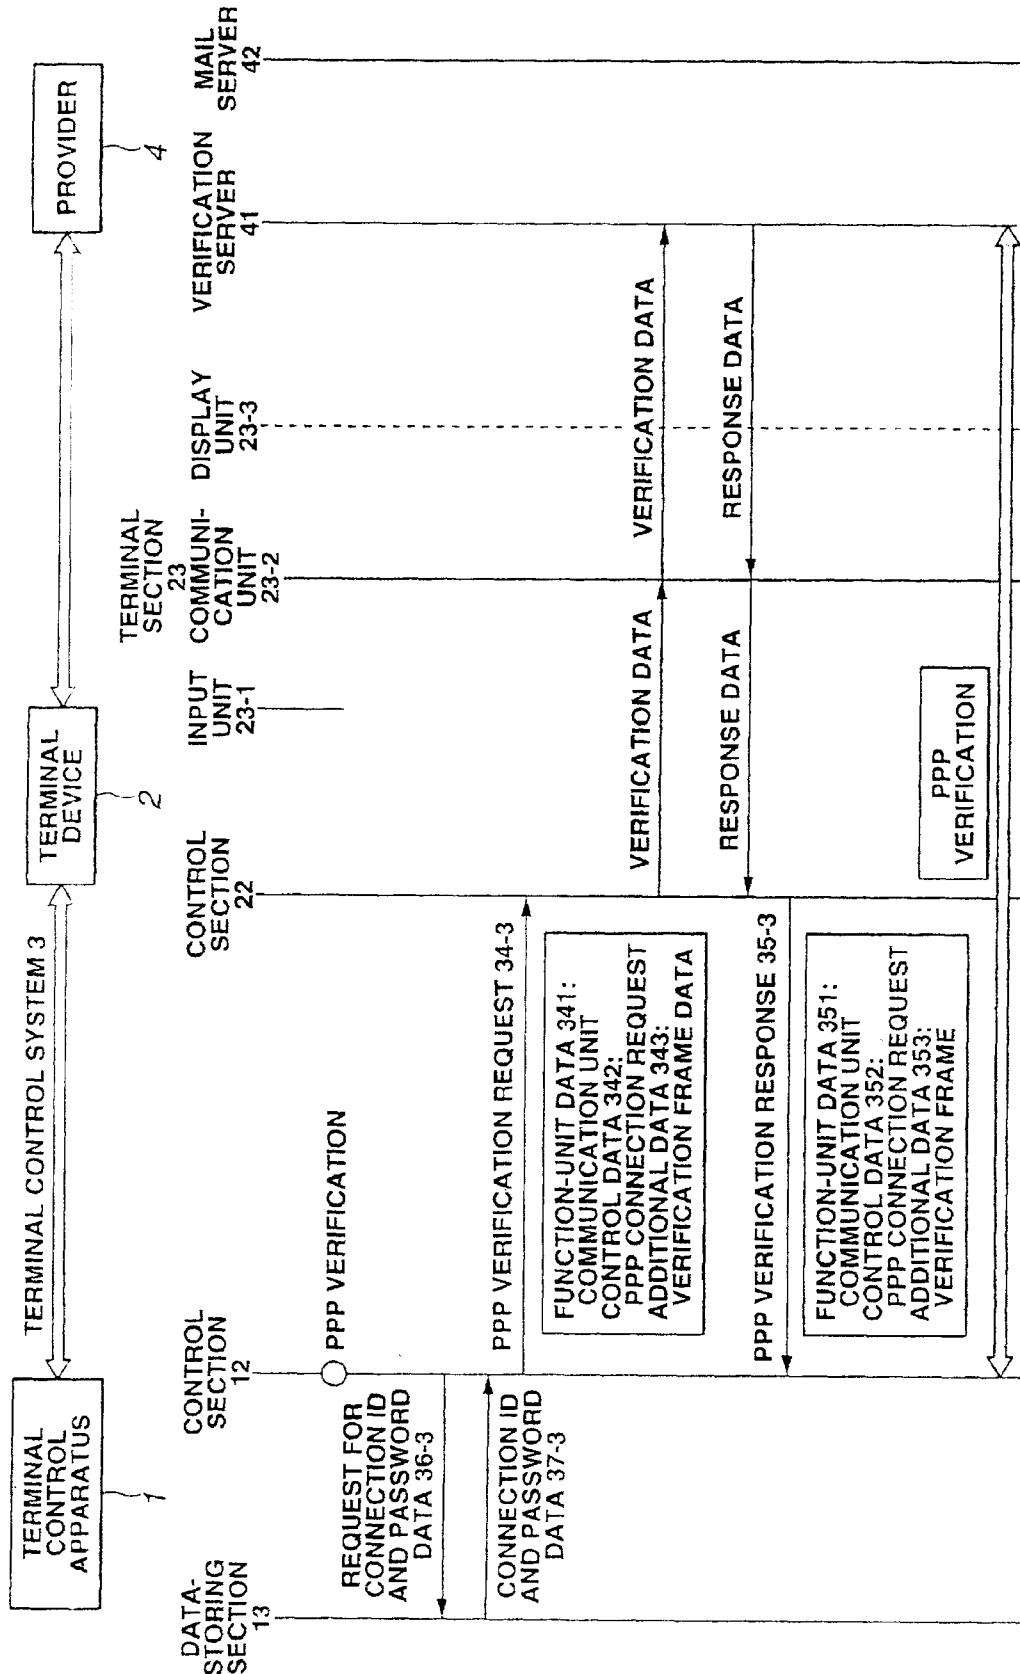 TERMINAL
CONTROL
APPARATUS
1
TERMINAL CONTROL SYSTEM 3
TERMINAL
DEVICE
2
PROVIDER
4
DATA-
STORING
SECTION
13
CONTROL
SECTION
12
CONTROL
SECTION
22
TERMINAL
SECTION
23
INPUT
UNIT
23-1
COMMUNI-
CATION
UNIT
23-2
DISPLAY
UNIT
23-3
VERIFICATION
SERVER
41
MAIL
SERVER
42
PPP VERIFICATION
REQUEST FOR
CONNECTION ID
AND PASSWORD
DATA 36-3
CONNECTION ID
AND PASSWORD
DATA 37-3
PPP VERIFICATION REQUEST 34-3
FUNCTION-UNIT DATA 341:
COMMUNICATION UNIT
CONTROL DATA 342:
PPP CONNECTION REQUEST
ADDITIONAL DATA 343:
VERIFICATION FRAME DATA
VERIFICATION DATA
VERIFICATION DATA
RESPONSE DATA
RESPONSE DATA
PPP VERIFICATION RESPONSE 35-3
FUNCTION-UNIT DATA 351:
COMMUNICATION UNIT
CONTROL DATA 352:
PPP CONNECTION REQUEST
ADDITIONAL DATA 353:
VERIFICATION FRAME
PPP
VERIFICATION